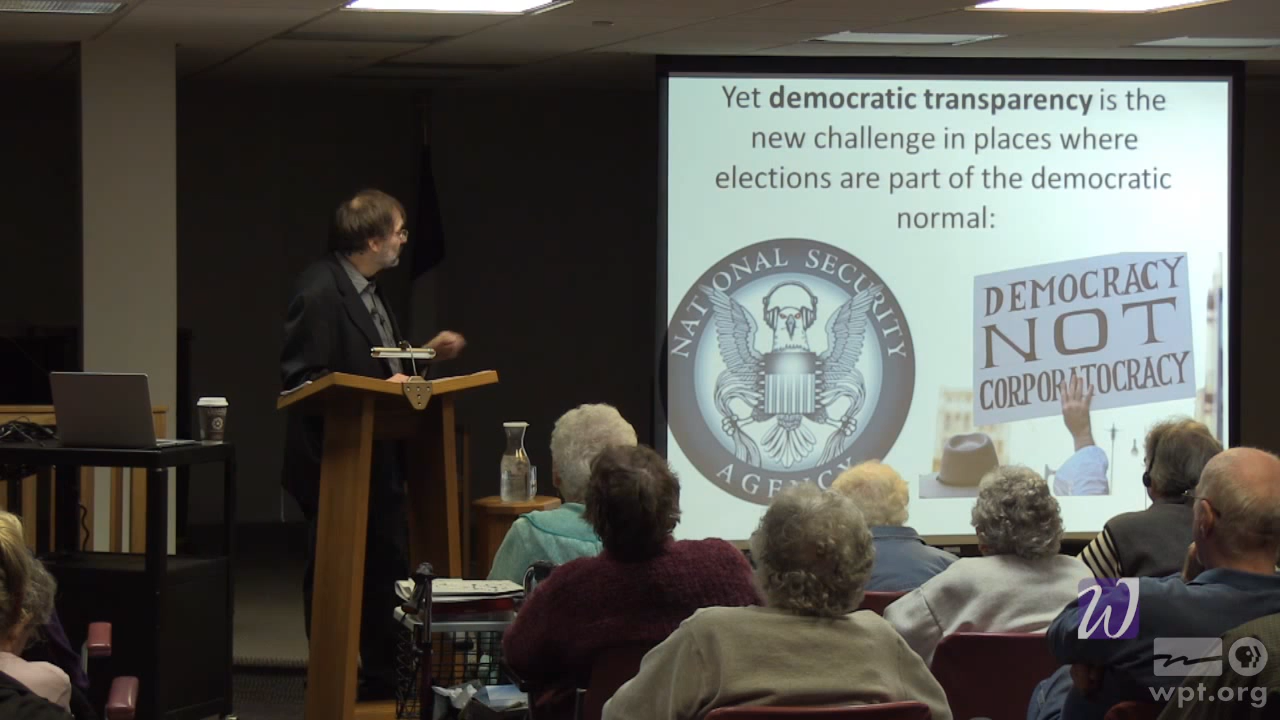 Yet democratic transparency is the
new challenge in places where
elections are part of the democratic
normal:
NATIONAL SECURITY
AGENCY
DEMOCRACY
NOT
CORPORATOCRACY
W
PBS
wpt.org